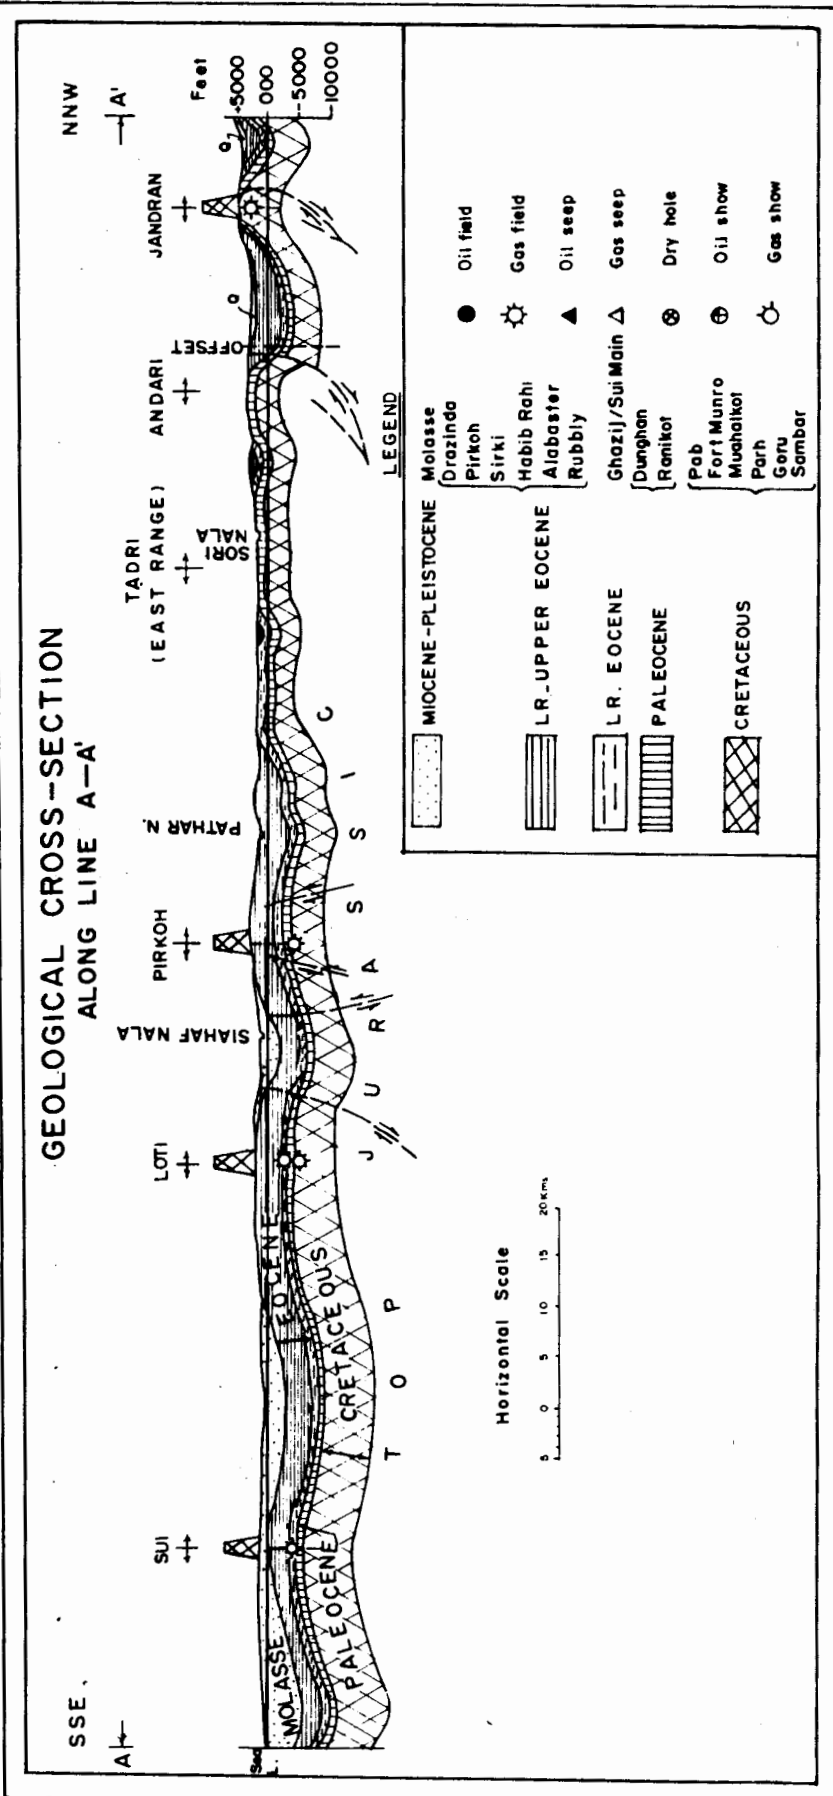 GEOLOGICAL CROSS-SECTION
ALONG LINE A-A'
SSE.
NNW
A
A'
SUI
LOTI
SIAHAF NALA
PIRKOH
PATHAR N.
TADRI
(EAST RANGE)
SORI
NALA
ANDARI
OFFSET
JANDRAN
Q
Q
Feet
+5000
000
-5000
-10000
Sea
L.
MOLASSE
EOCENE
PALEOCENE
CRETACEOUS
TOP JURASSIC
Horizontal Scale
5 0 5 10 15 20 Kms
LEGEND
MIOCENE-PLEISTOCENE Molasse
LR.-UPPER EOCENE
Drazinda
Pirkoh
Sirki
Habib Rahi
Alabaster
Rubbly
LR. EOCENE Ghazij/Sui Main
PALEOCENE
Dunghan
Ranikot
CRETACEOUS
Pab
Fort Munro
Mughalkot
Parh
Goru
Sambar
Oil field
Gas field
Oil seep
Gas seep
Dry hole
Oil show
Gas show